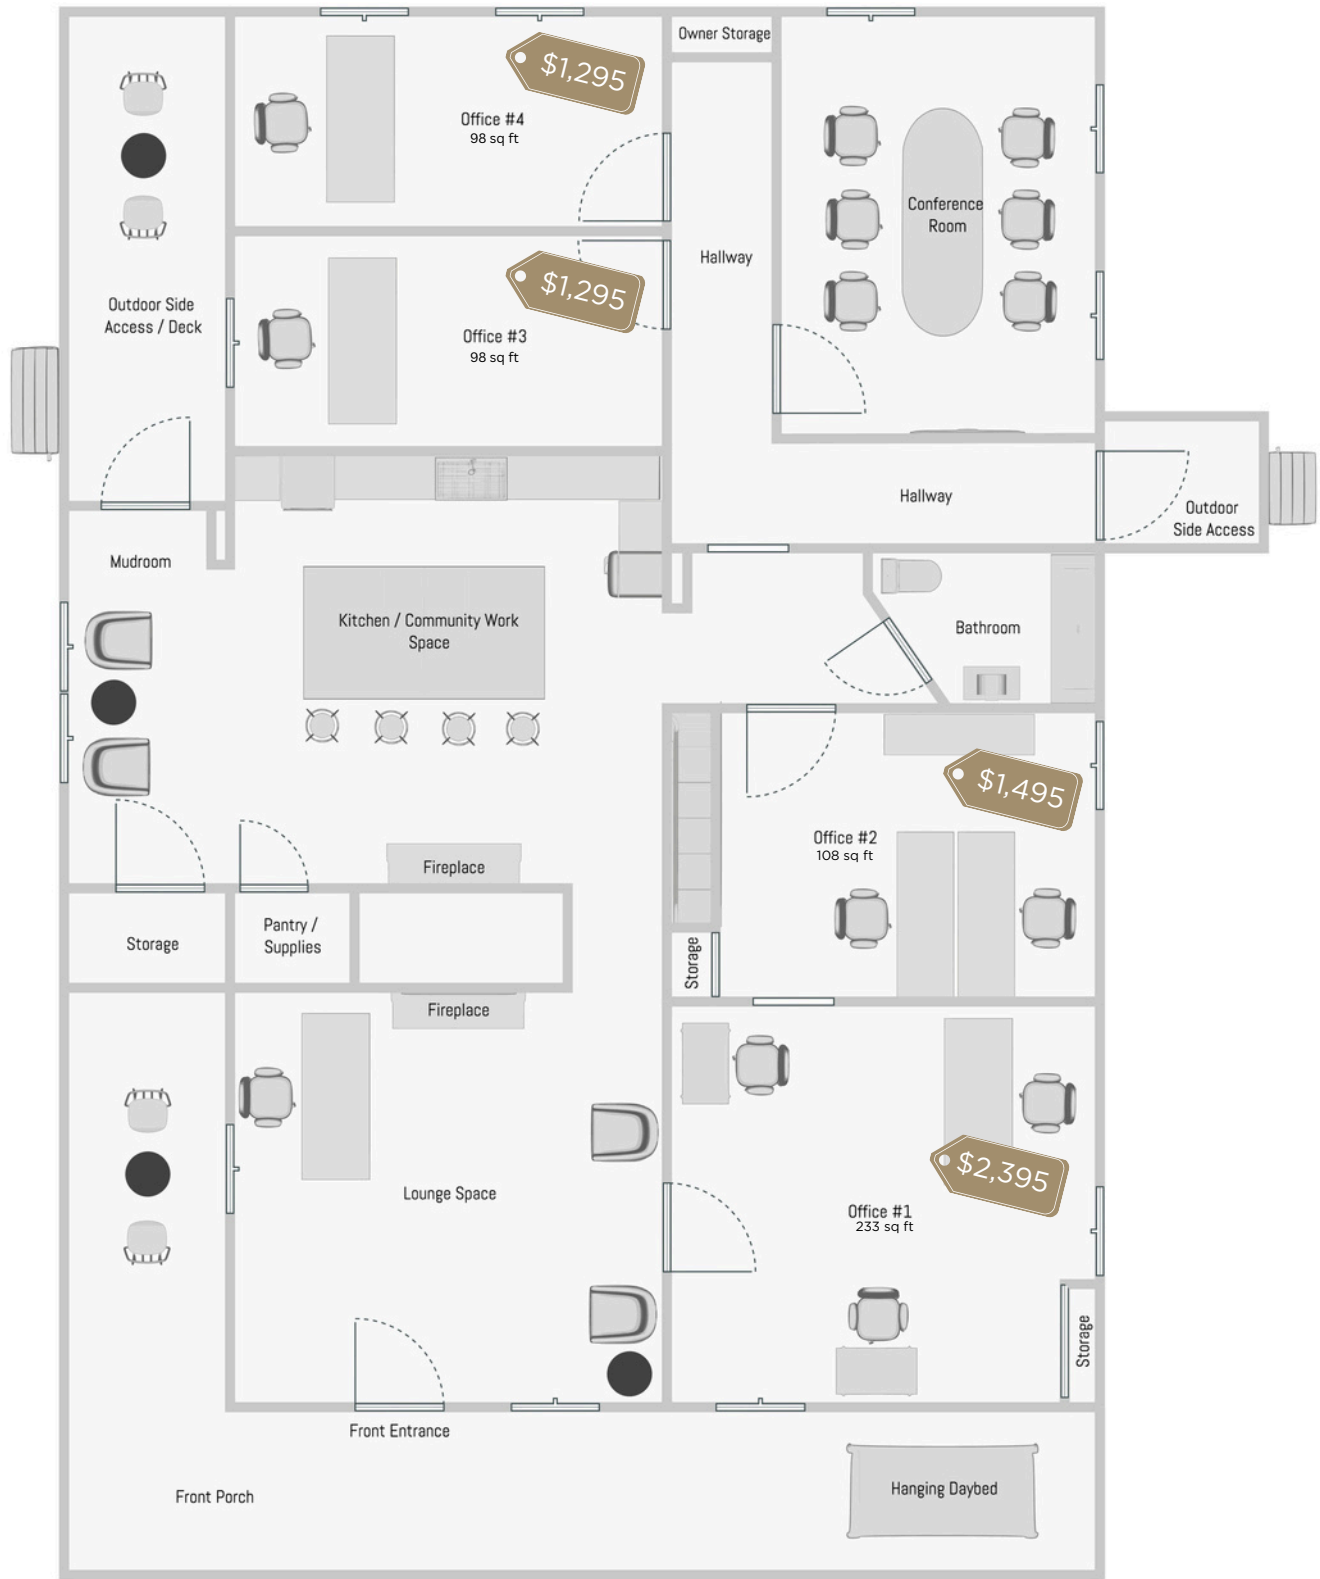 Owner Storage
$1,295
Office #4
98 sq ft
Conference
Room
Hallway
$1,295
Outdoor Side
Access / Deck
Office #3
98 sq ft
Hallway
Outdoor
Side Access
Mudroom
Kitchen / Community Work
Space
Bathroom
$1,495
Office #2
108 sq ft
Fireplace
Storage
Pantry /
Supplies
Storage
Fireplace
$2,395
Lounge Space
Office #1
233 sq ft
Storage
Front Entrance
Front Porch
Hanging Daybed